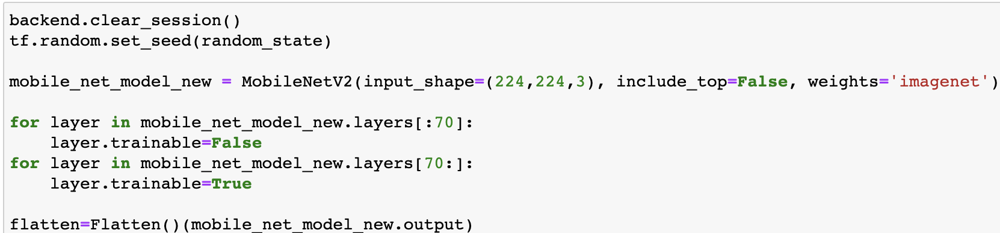 backend.clear_session()
tf.random.set_seed(random_state)
mobile_net_model_new = MobileNetV2(input_shape=(224,224,3), include_top=False, weights='imagenet')
for layer in mobile_net_model_new.layers[:70]:
    layer.trainable=False
for layer in mobile_net_model_new.layers[70:]:
    layer.trainable=True
flatten=Flatten()(mobile_net_model_new.output)